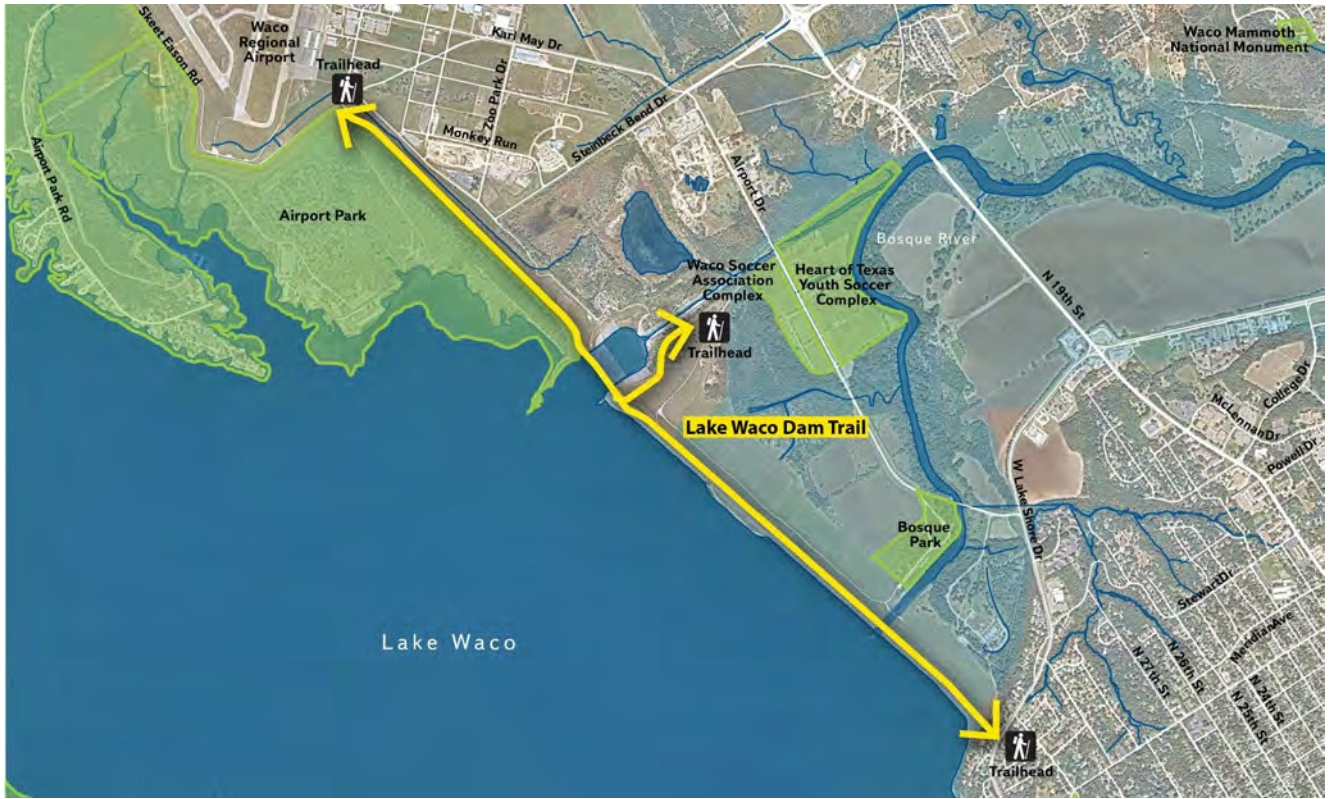 Skeet Eason Rd
Waco
Regional
Airport
Karl May Dr
Waco Mammoth
National Monument
Trailhead
Zoo Park Dr
Monkey Run
Steinbeck Bend Dr
Airport Dr
Airport Park Rd
Airport Park
Bosque River
N 19th St
Waco Soccer
Association
Complex
Heart of Texas
Youth Soccer
Complex
Trailhead
College Dr
McLennan Dr
Powell Dr
Lake Waco Dam Trail
W Lake Shore Dr
Bosque
Park
Stewart Dr
Meridian Ave
Lake Waco
N 27th St
N 26th St
N 25th St
N 24th St
Trailhead